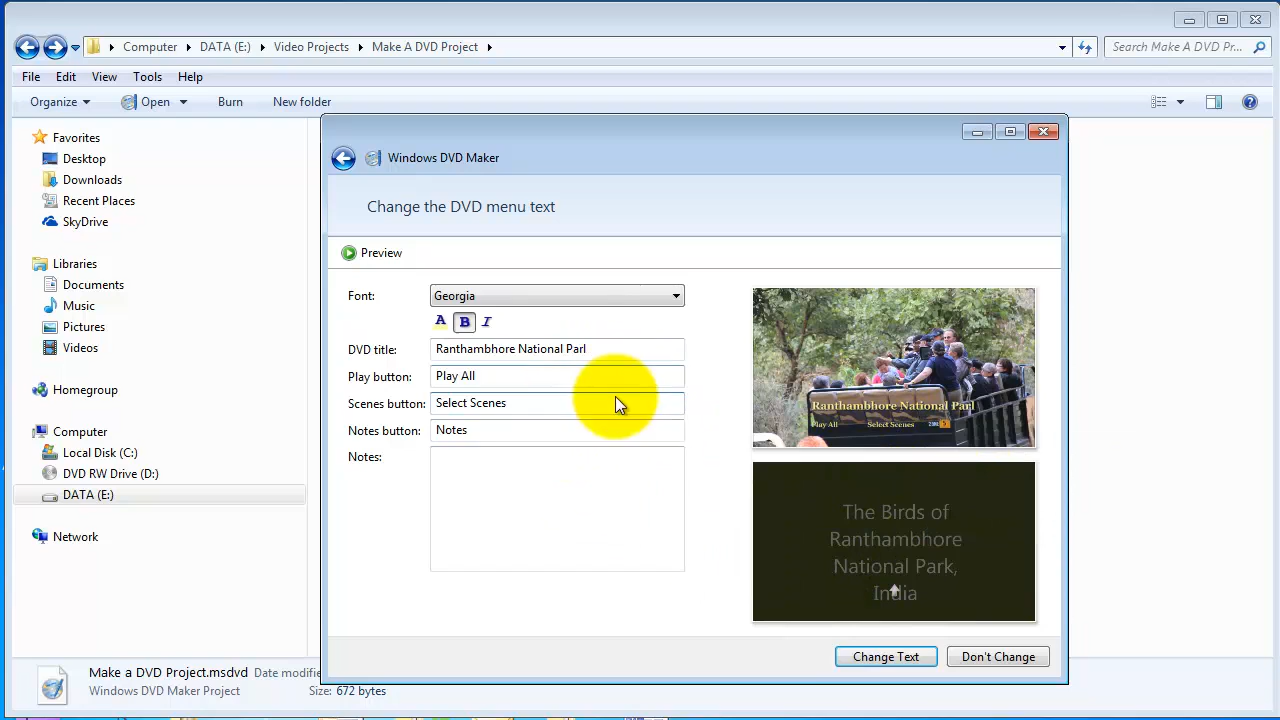 Computer DATA (E:) Video Projects Make A DVD Project
Search Make A DVD Pr...
File Edit View Tools Help
Organize Open Burn New folder
Favorites
Desktop
Downloads
Recent Places
SkyDrive
Libraries
Documents
Music
Pictures
Videos
Homegroup
Computer
Local Disk (C:)
DVD RW Drive (D:)
DATA (E:)
Network
Windows DVD Maker
Change the DVD menu text
Preview
Font: Georgia
A B I
DVD title: Ranthambhore National Parl
Play button: Play All
Scenes button: Select Scenes
Notes button: Notes
Notes:
Ranthambhore National Parl
Play All Select Scenes
The Birds of
Ranthambhore
National Park,
India
Change Text Don't Change
Make a DVD Project.msdvd Date modifie
Windows DVD Maker Project Size: 672 bytes